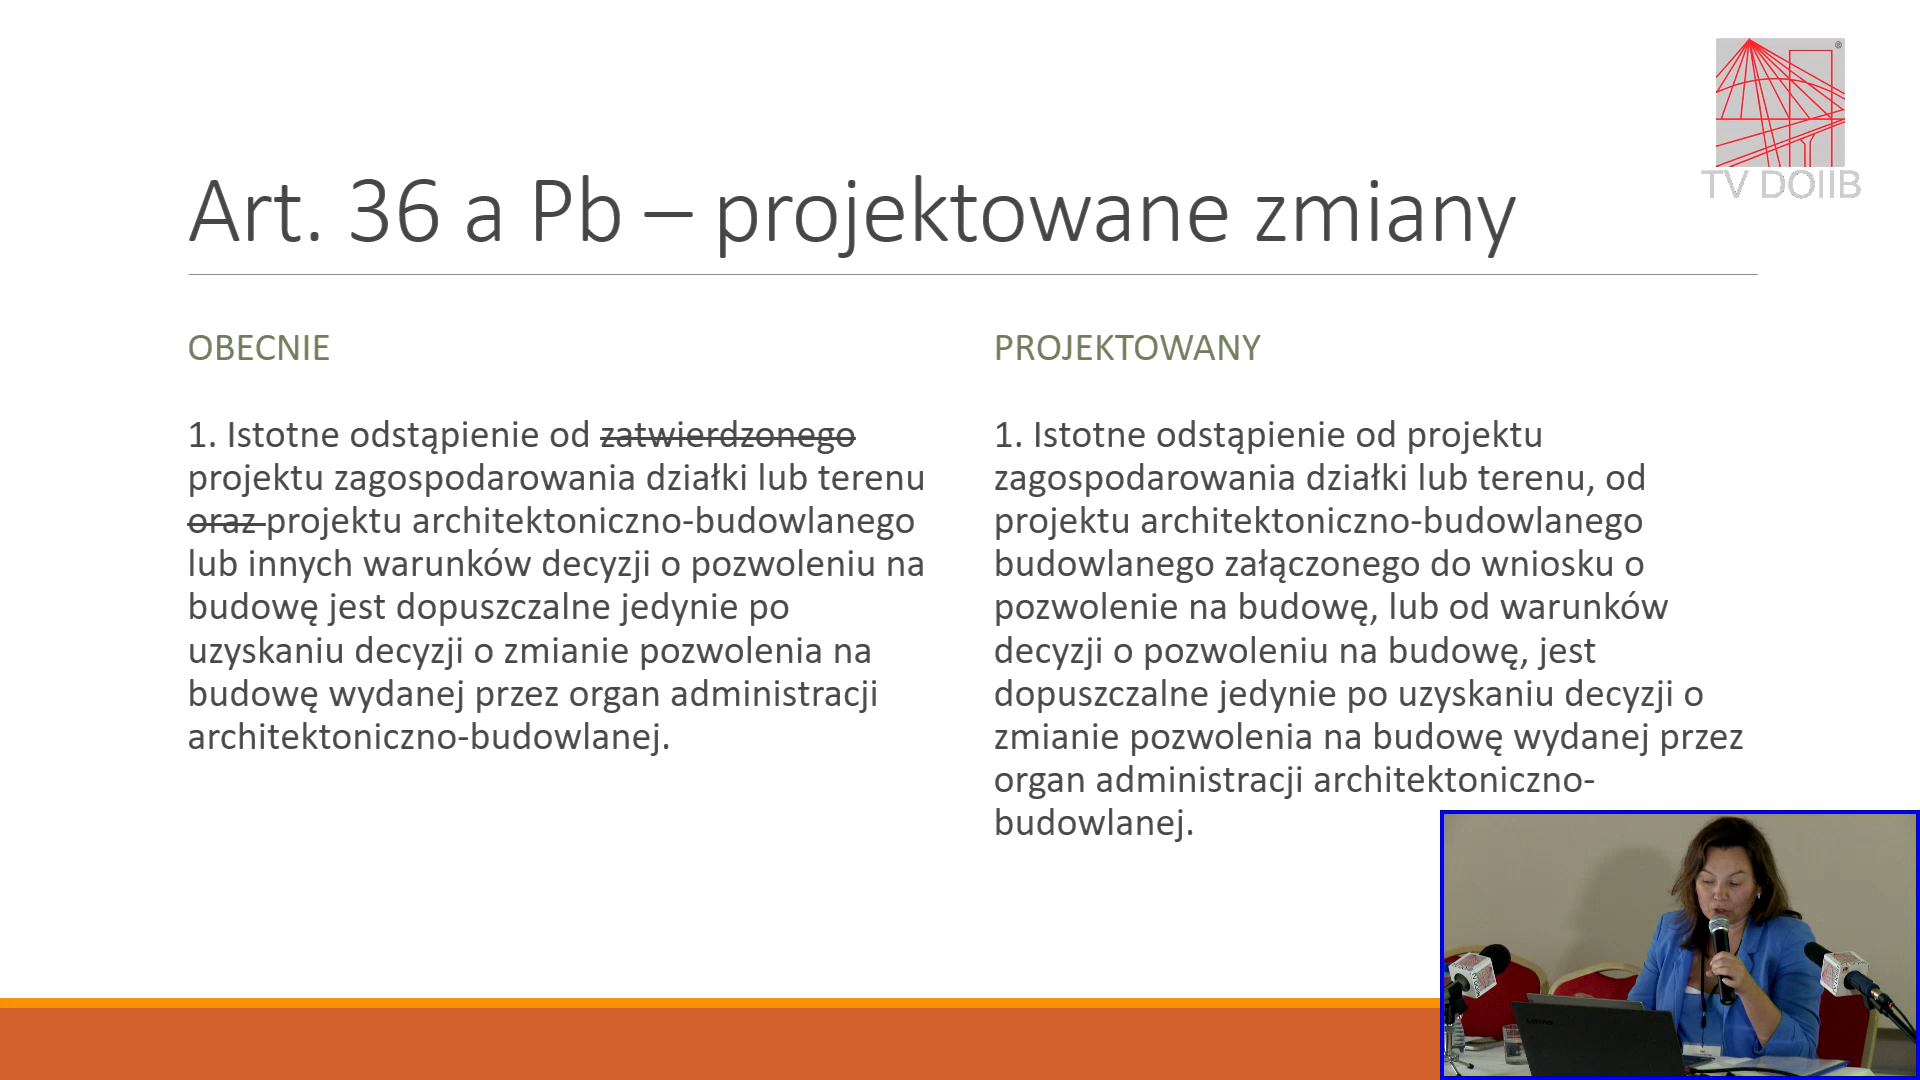 TV DOIIB
Art. 36 a Pb – projektowane zmiany
OBECNIE
1. Istotne odstąpienie od zatwierdzonego
projektu zagospodarowania działki lub terenu
oraz projektu architektoniczno-budowlanego
lub innych warunków decyzji o pozwoleniu na
budowę jest dopuszczalne jedynie po
uzyskaniu decyzji o zmianie pozwolenia na
budowę wydanej przez organ administracji
architektoniczno-budowlanej.
PROJEKTOWANY
1. Istotne odstąpienie od projektu
zagospodarowania działki lub terenu, od
projektu architektoniczno-budowlanego
budowlanego załączonego do wniosku o
pozwolenie na budowę, lub od warunków
decyzji o pozwoleniu na budowę, jest
dopuszczalne jedynie po uzyskaniu decyzji o
zmianie pozwolenia na budowę wydanej przez
organ administracji architektoniczno-
budowlanej.